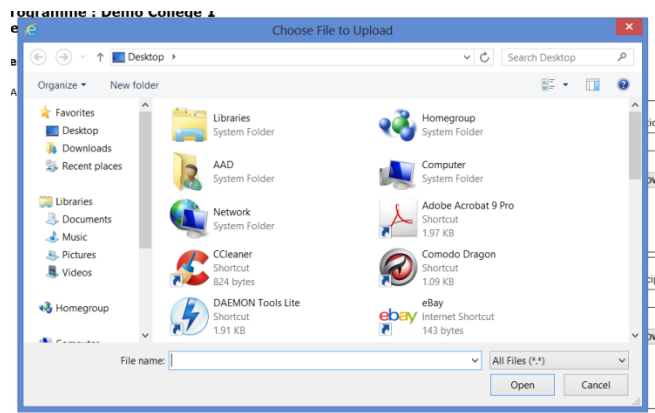 rogramme : Demo College 1
Choose File to Upload
Desktop
Search Desktop
Organize
New folder
Favorites
Desktop
Downloads
Recent places
Libraries
Documents
Music
Pictures
Videos
Homegroup
Libraries
System Folder
Homegroup
System Folder
AAD
System Folder
Computer
System Folder
Network
System Folder
Adobe Acrobat 9 Pro
Shortcut
1.97 KB
CCleaner
Shortcut
824 bytes
Comodo Dragon
Shortcut
1.09 KB
DAEMON Tools Lite
Shortcut
1.91 KB
ebay
eBay
Internet Shortcut
143 bytes
File name:
All Files (*.*)
Open
Cancel